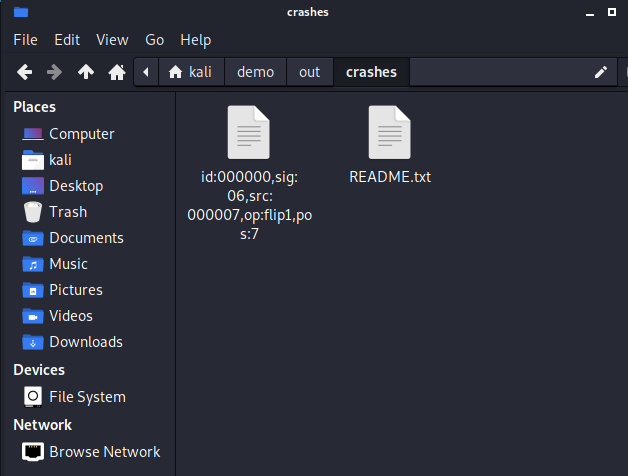 crashes
File Edit View Go Help
kali demo out crashes
Places
Computer
kali
Desktop
Trash
Documents
Music
Pictures
Videos
Downloads
Devices
File System
Network
Browse Network
id:000000,sig:
06,src:
000007,op:flip1,po
s:7
README.txt